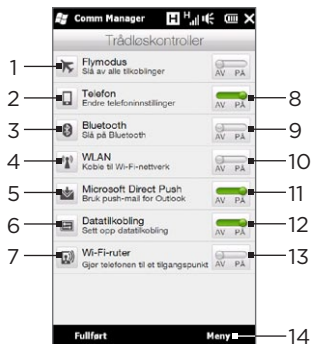 Comm Manager
Trådløskontroller
1 Flymodus AV PÅ
Slå av alle tilkoblinger
2 Telefon AV PÅ 8
Endre telefoninnstillinger
3 Bluetooth AV PÅ 9
Slå på Bluetooth
4 WLAN AV PÅ 10
Koble til Wi-Fi-nettverk
5 Microsoft Direct Push AV PÅ 11
Bruk push-mail for Outlook
6 Datatilkobling AV PÅ 12
Sett opp datatilkobling
7 Wi-Fi-ruter AV PÅ 13
Gjør telefonen til et tilgangspunkt
Fullført Meny 14